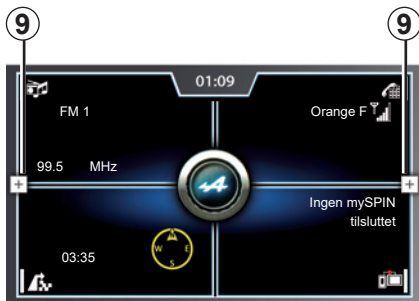 9
9
01:09
FM 1
Orange F
99.5 MHz
+
+
Ingen mySPIN
tilsluttet
03:35
W
E
S